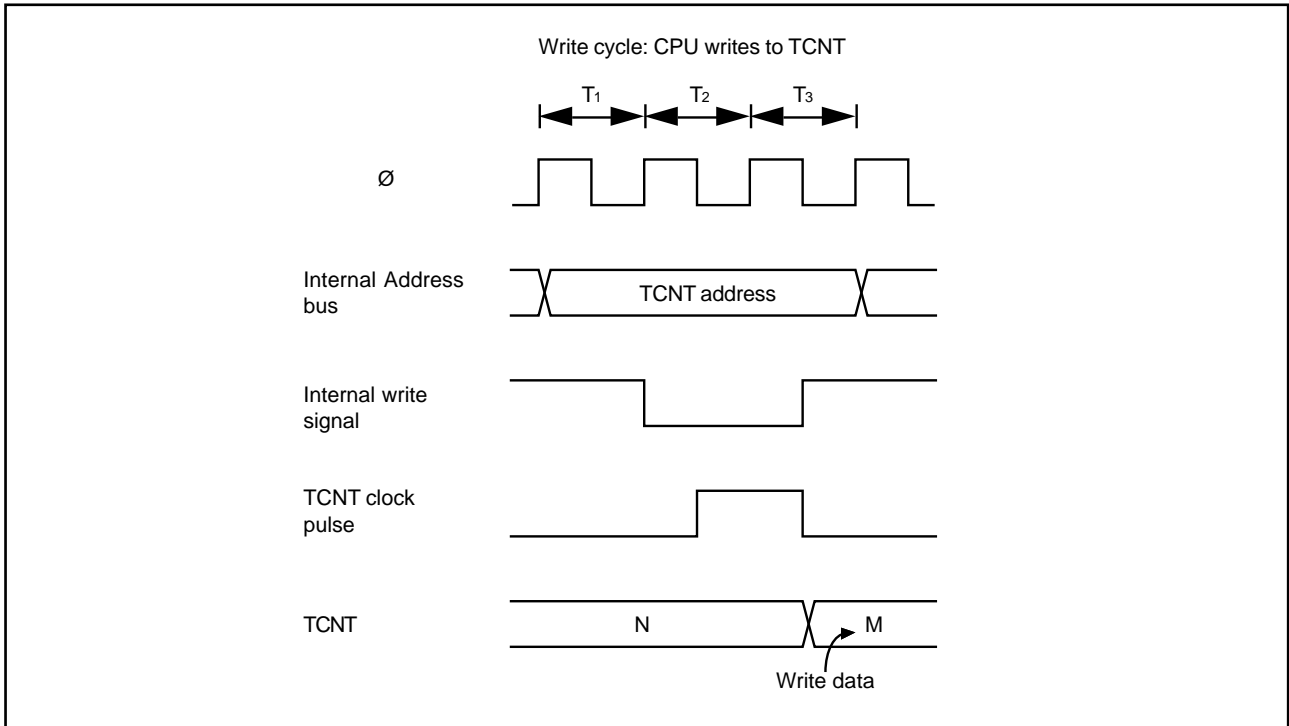 Write cycle: CPU writes to TCNT
T1 T2 T3
Ø
Internal Address
bus
TCNT address
Internal write
signal
TCNT clock
pulse
TCNT
N
M
Write data